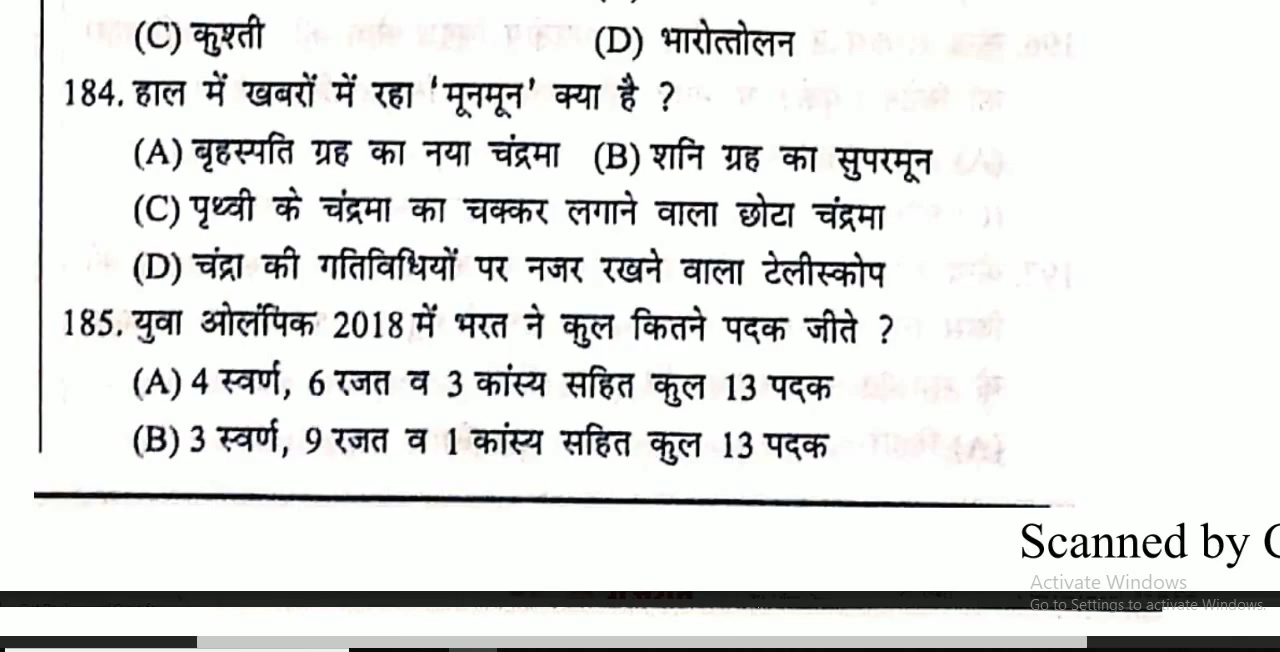 (C) कुश्ती (D) भारोत्तोलन
184. हाल में खबरों में रहा 'मूनमून' क्या है ?
(A) बृहस्पति ग्रह का नया चंद्रमा (B) शनि ग्रह का सुपरमून
(C) पृथ्वी के चंद्रमा का चक्कर लगाने वाला छोटा चंद्रमा
(D) चंद्रा की गतिविधियों पर नजर रखने वाला टेलीस्कोप
185. युवा ओलंपिक 2018 में भरत ने कुल कितने पदक जीते ?
(A) 4 स्वर्ण, 6 रजत व 3 कांस्य सहित कुल 13 पदक
(B) 3 स्वर्ण, 9 रजत व 1 कांस्य सहित कुल 13 पदक
Scanned by
Activate Windows
Go to Settings to activate Windows.